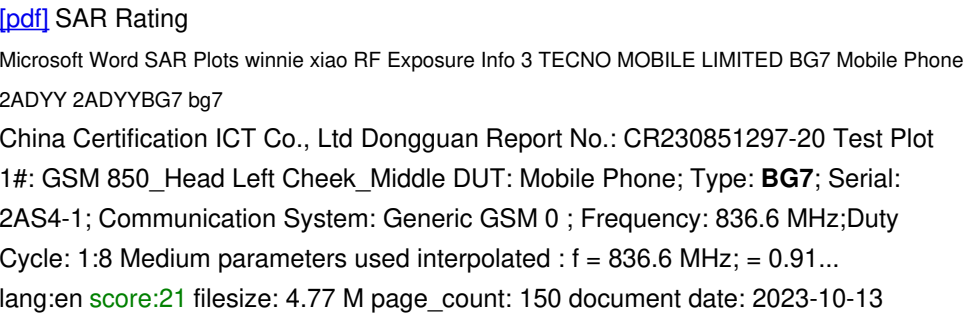 [pdf] SAR Rating
Microsoft Word SAR Plots winnie xiao RF Exposure Info 3 TECNO MOBILE LIMITED BG7 Mobile Phone
2ADYY 2ADYYBG7 bg7
China Certification ICT Co., Ltd Dongguan Report No.: CR230851297-20 Test Plot
1#: GSM 850_Head Left Cheek_Middle DUT: Mobile Phone; Type: BG7; Serial:
2AS4-1; Communication System: Generic GSM 0 ; Frequency: 836.6 MHz;Duty
Cycle: 1:8 Medium parameters used interpolated : f = 836.6 MHz; = 0.91...
lang:en score:21 filesize: 4.77 M page_count: 150 document date: 2023-10-13